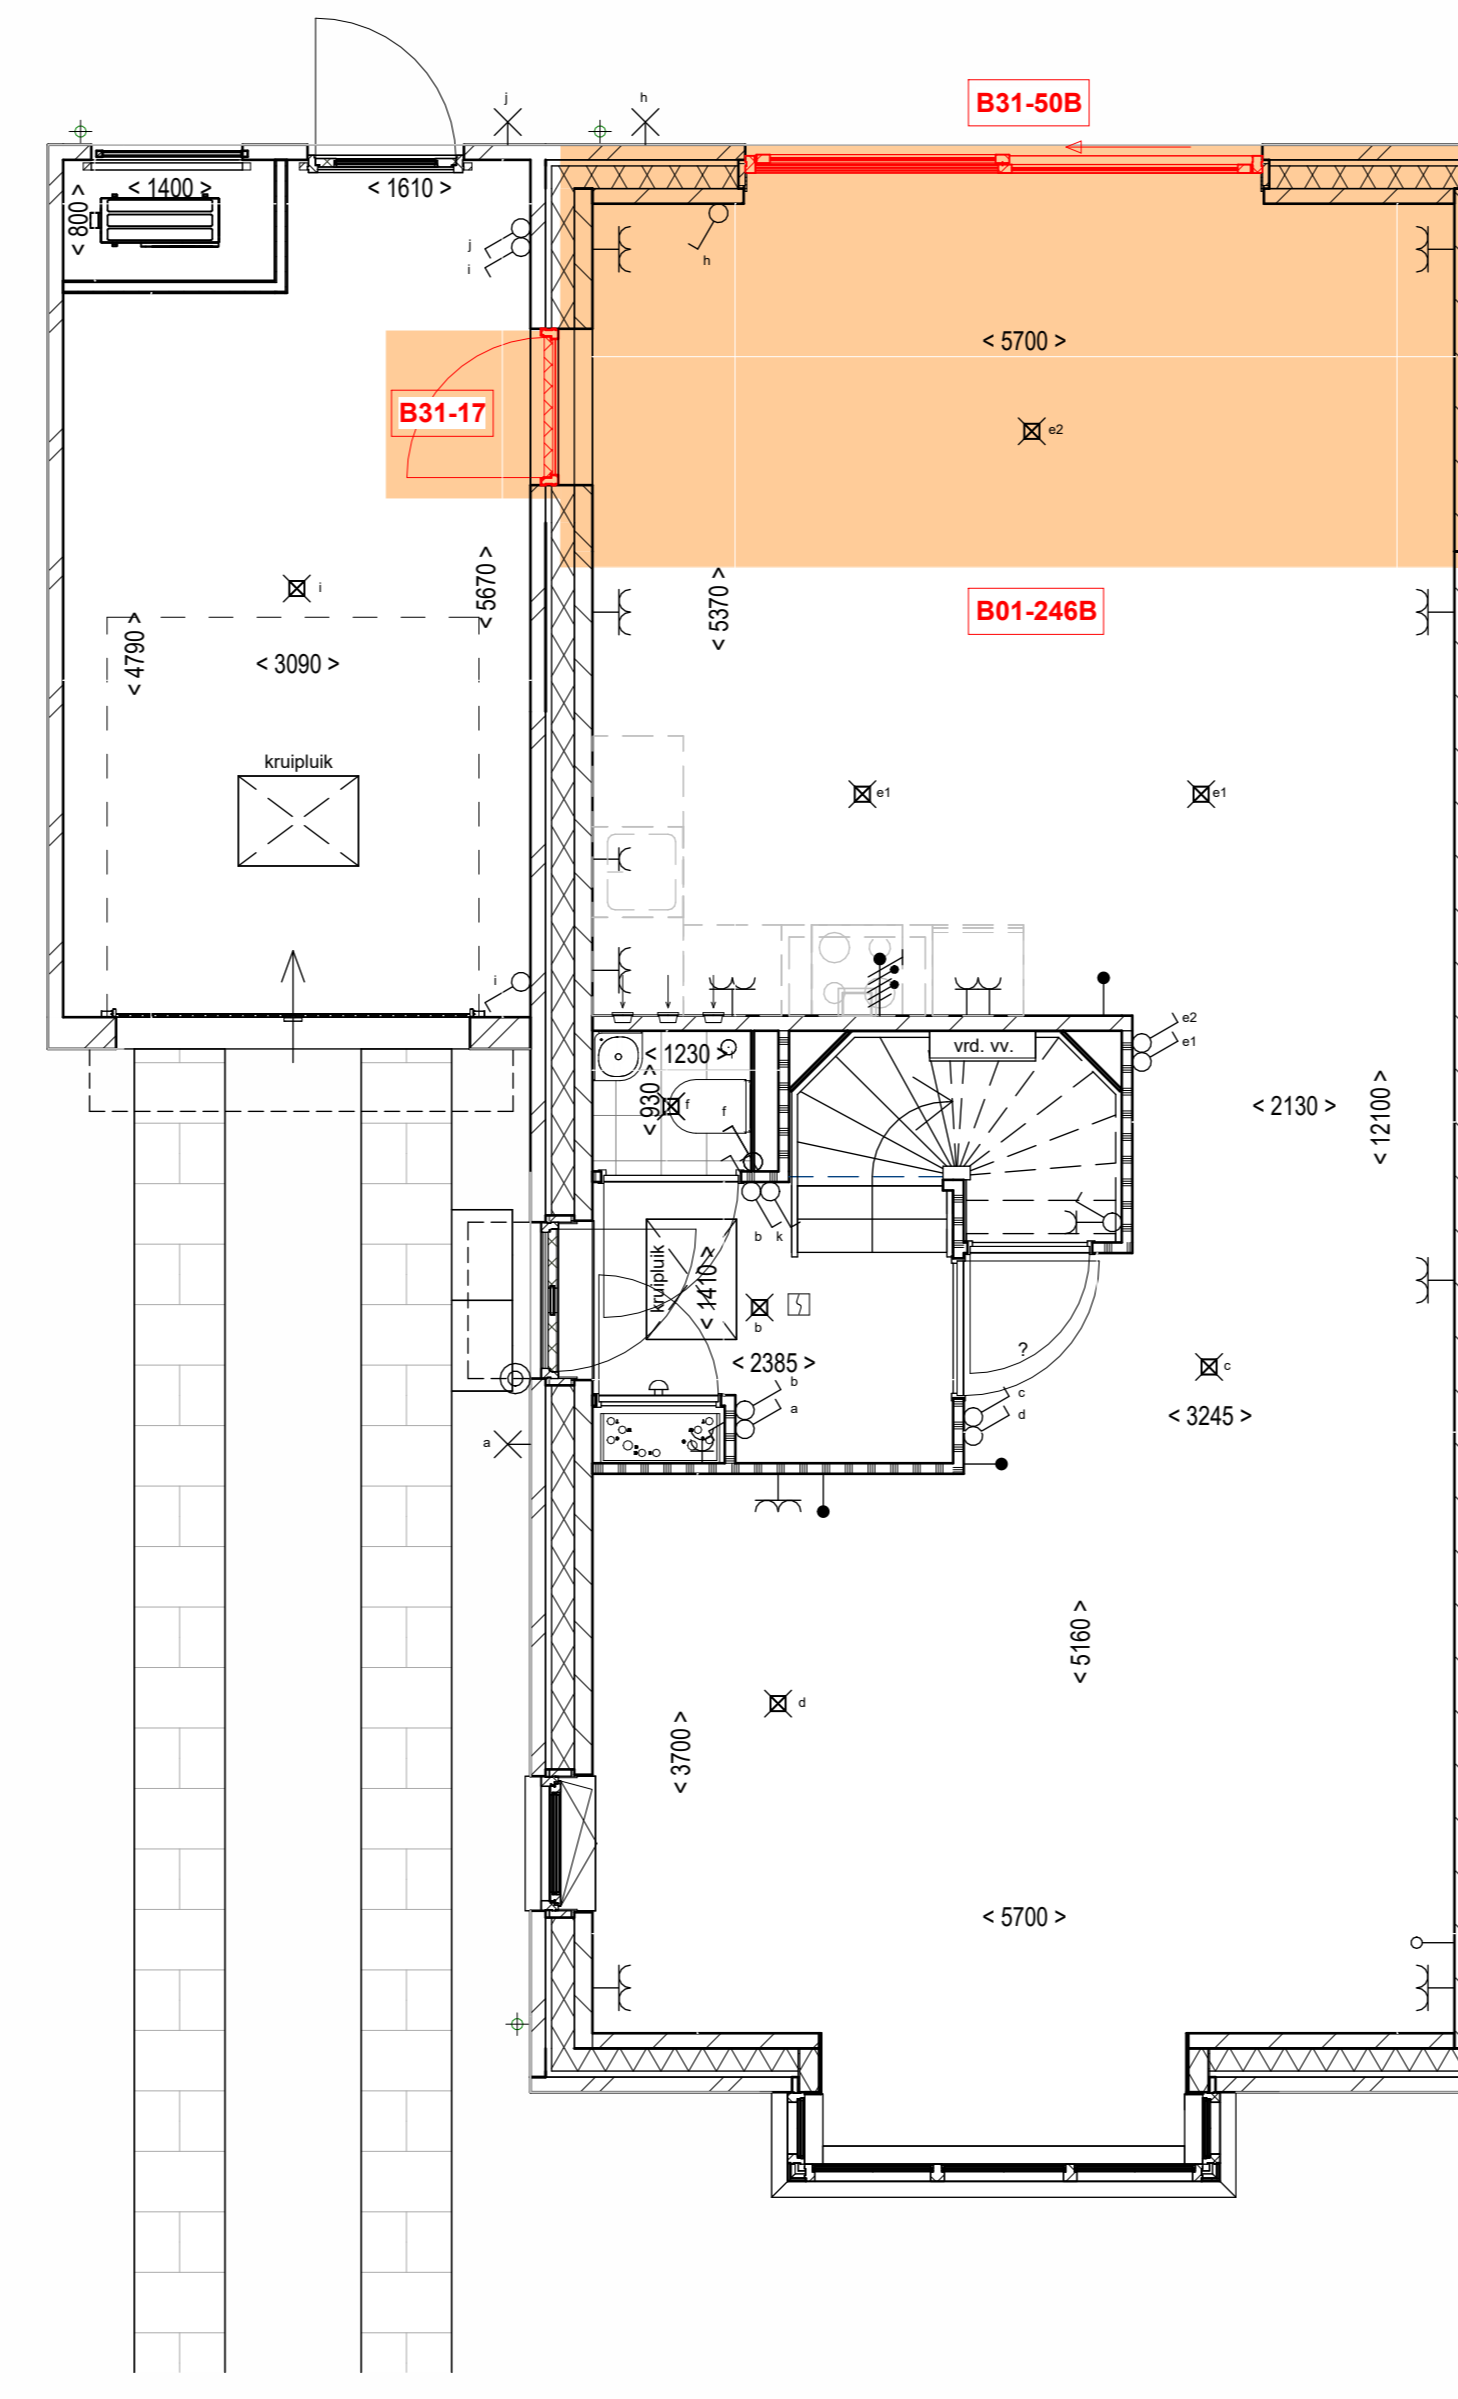 B31-50B
j
h
< 1400 >
< 1610 >
< 800 >
j
i
h
< 5700 >
B31-17
e2
< 5670 >
< 5370 >
B01-246B
i
< 4790 >
< 3090 >
kruipluik
e1
e1
i
e2
e1
vrd. vv.
< 1230 >
< 930 >
f
f
< 2130 >
< 12100 >
b
k
kruipluik
< 1410 >
b
?
< 2385 >
c
b
a
c
d
< 3245 >
a
< 5160 >
d
< 3700 >
< 5700 >